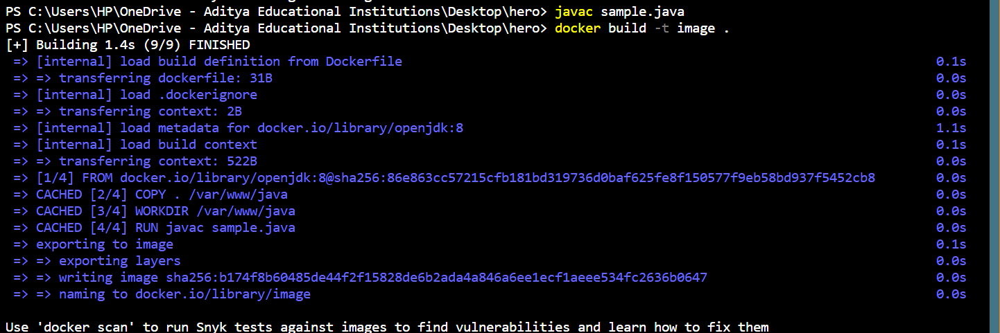 PS C:\Users\HP\OneDrive - Aditya Educational Institutions\Desktop\hero> javac sample.java
PS C:\Users\HP\OneDrive - Aditya Educational Institutions\Desktop\hero> docker build -t image .
[+] Building 1.4s (9/9) FINISHED
=> [internal] load build definition from Dockerfile 0.1s
=> => transferring dockerfile: 31B 0.0s
=> [internal] load .dockerignore 0.0s
=> => transferring context: 2B 0.0s
=> [internal] load metadata for docker.io/library/openjdk:8 1.1s
=> [internal] load build context 0.1s
=> => transferring context: 522B 0.0s
=> [1/4] FROM docker.io/library/openjdk:8@sha256:86e863cc57215cfb181bd319736d0baf625fe8f150577f9eb58bd937f5452cb8 0.0s
=> CACHED [2/4] COPY . /var/www/java 0.0s
=> CACHED [3/4] WORKDIR /var/www/java 0.0s
=> CACHED [4/4] RUN javac sample.java 0.0s
=> exporting to image 0.1s
=> => exporting layers 0.0s
=> => writing image sha256:b174f8b60485de44f2f15828de6b2ada4a846a6ee1ecf1aeee534fc2636b0647 0.0s
=> => naming to docker.io/library/image 0.0s
Use 'docker scan' to run Snyk tests against images to find vulnerabilities and learn how to fix them